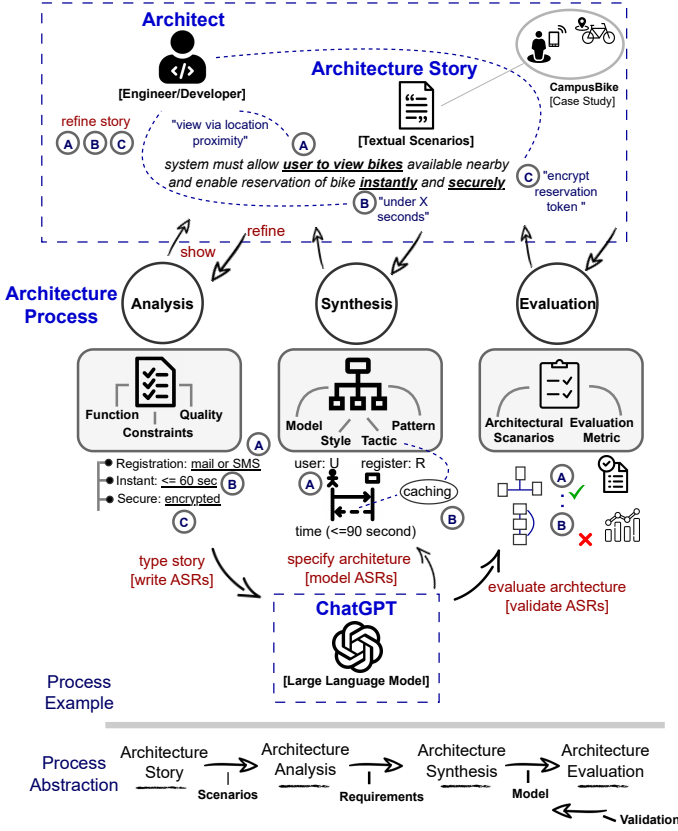 Architect
[Engineer/Developer]
Architecture Story
[Textual Scenarios]
CampusBike
[Case Study]
refine story
A B C
"view via location
proximity"
A
system must allow user to view bikes available nearby
and enable reservation of bike instantly and securely
B
"under X
seconds"
C
"encrypt
reservation
token "
show
refine
Architecture
Process
Analysis
Synthesis
Evaluation
Function
Quality
Constraints
Model
Pattern
Style
Tactic
Architectural
Scanarios
Evaluation
Metric
A
Registration: mail or SMS
Instant: <= 60 sec
B
Secure: encrypted
C
user: U
register: R
A
caching
B
time (<=90 second)
A
B
type story
[write ASRs]
specify architeture
[model ASRs]
evaluate archtecture
[validate ASRs]
ChatGPT
[Large Language Model]
Process
Example
Process
Abstraction
Architecture
Story
Scenarios
Architecture
Analysis
Requirements
Architecture
Synthesis
Model
Architecture
Evaluation
Validation